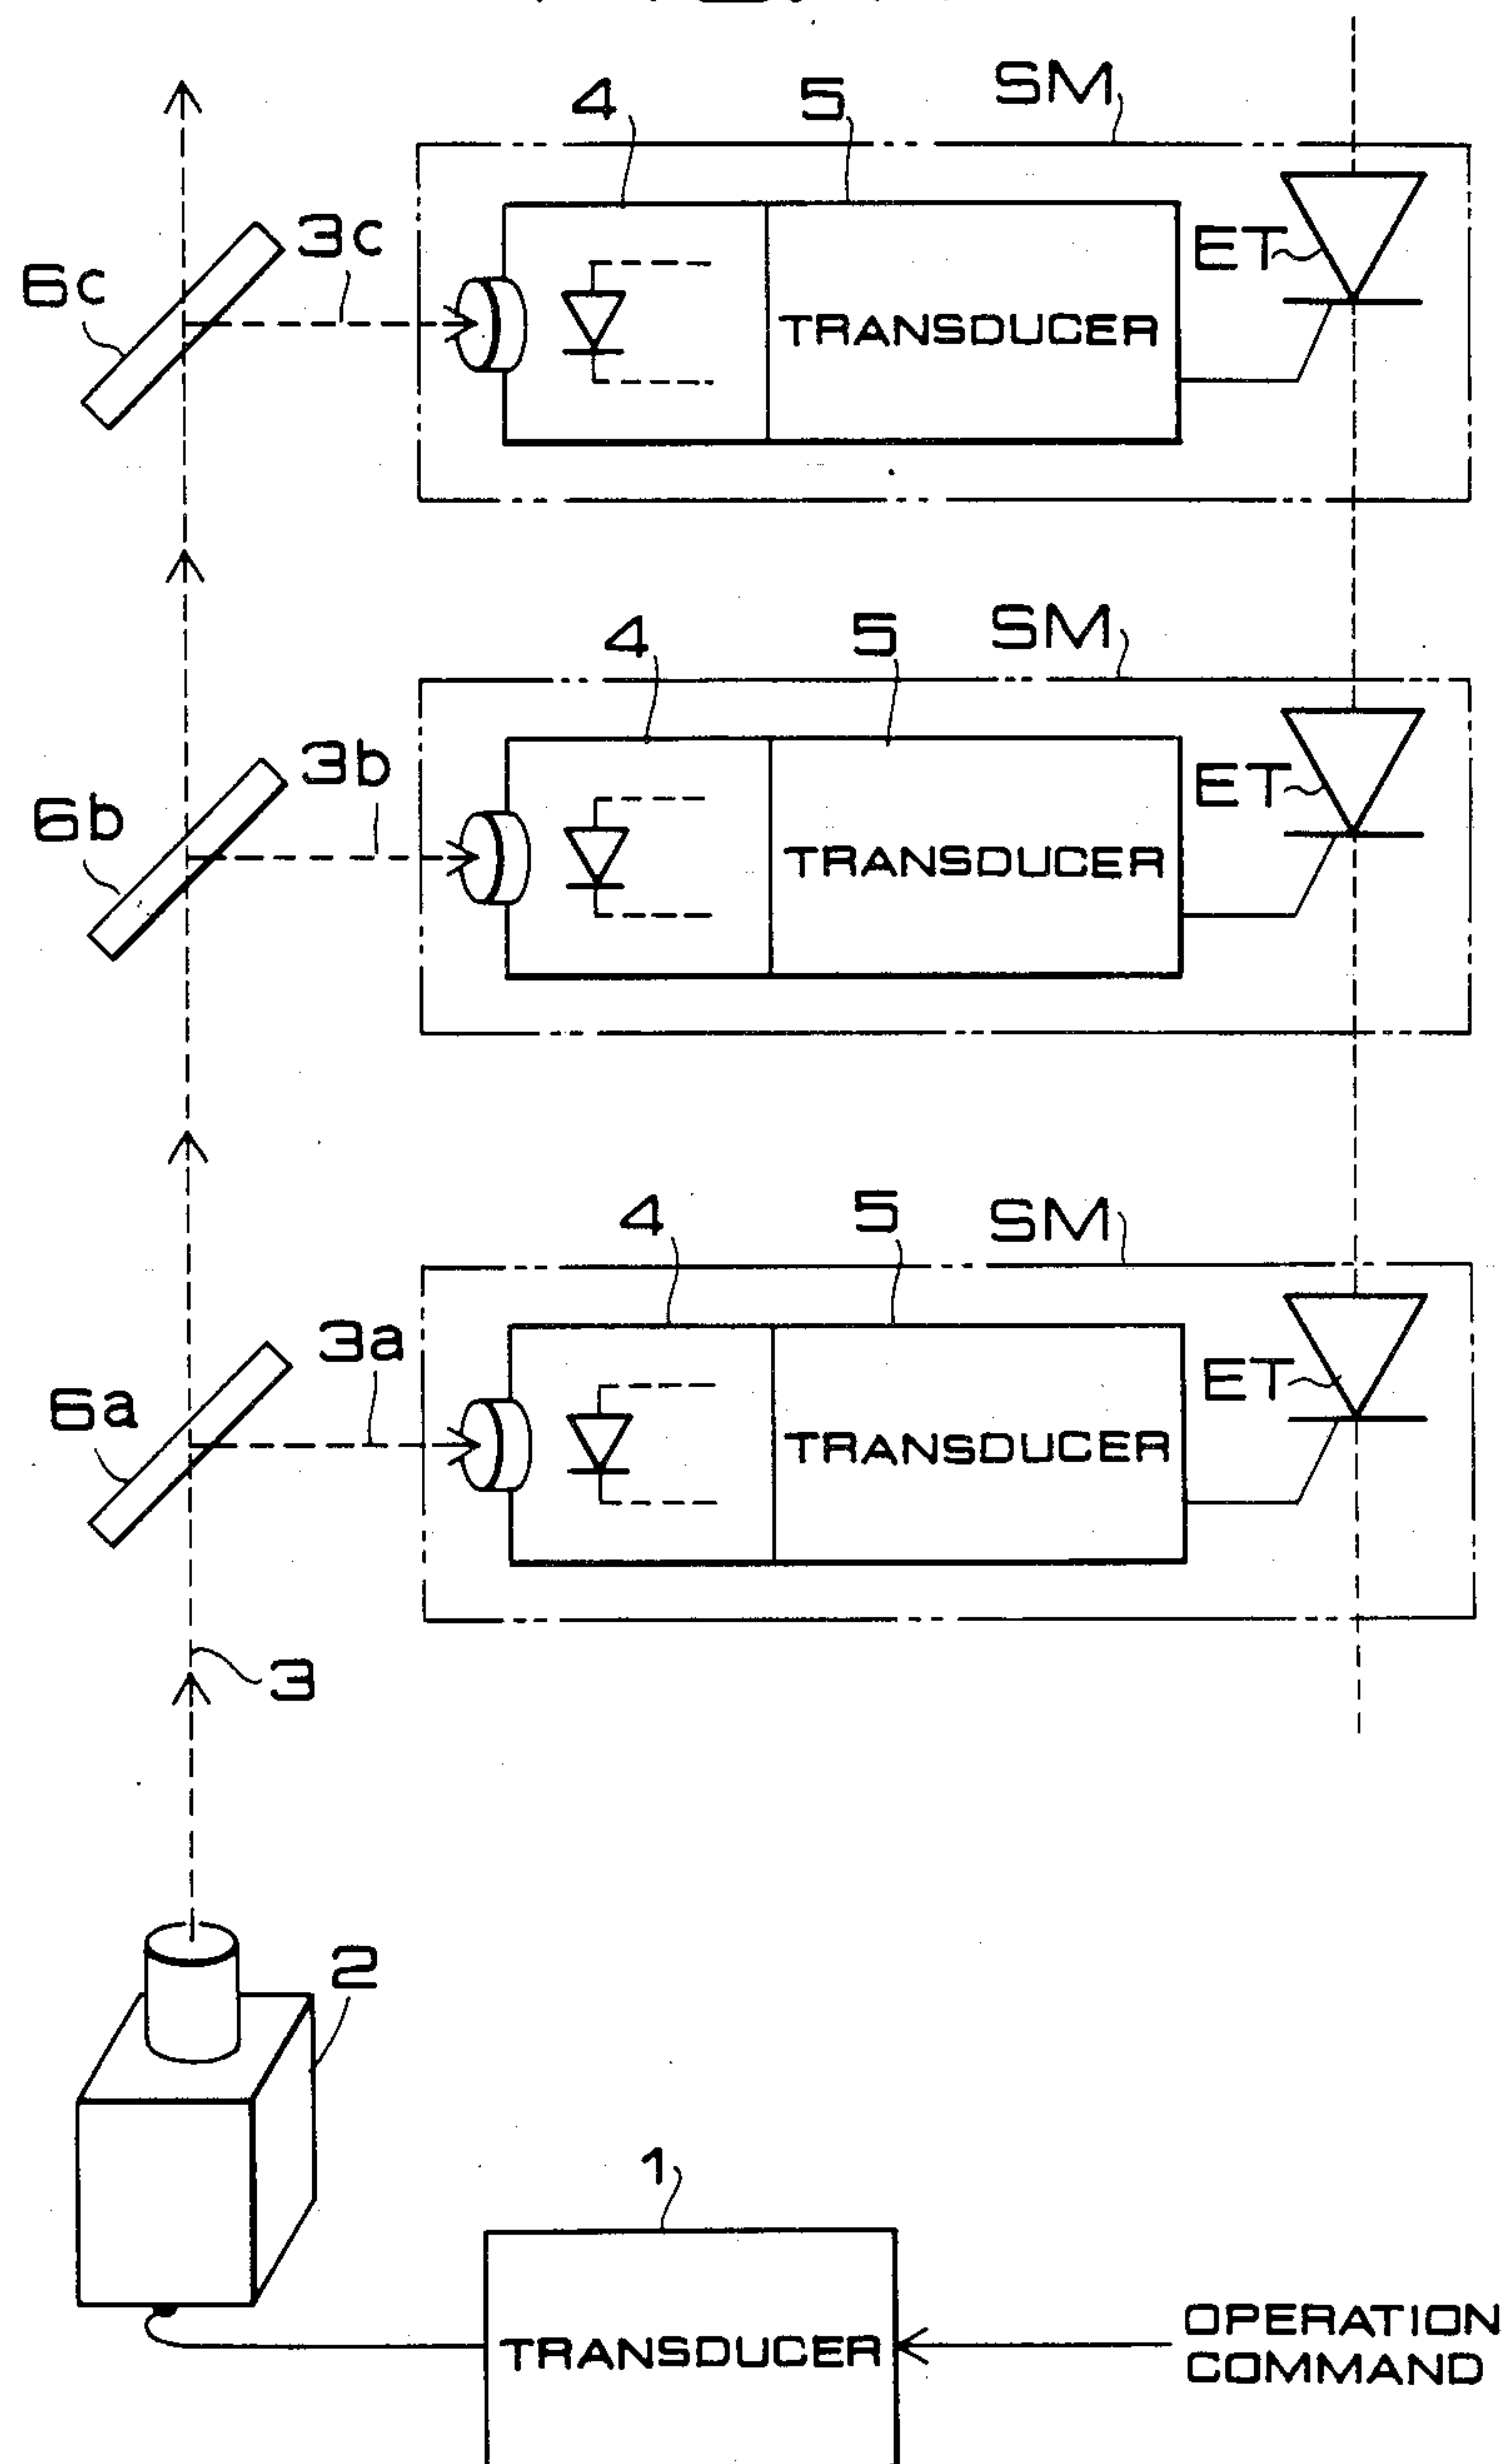 4 5 SM
3c
6c
ET
TRANSDUCER
4 5 SM
3b
6b
ET
TRANSDUCER
4 5 SM
3a
6a
ET
TRANSDUCER
3
2
1
TRANSDUCER
OPERATION
COMMAND